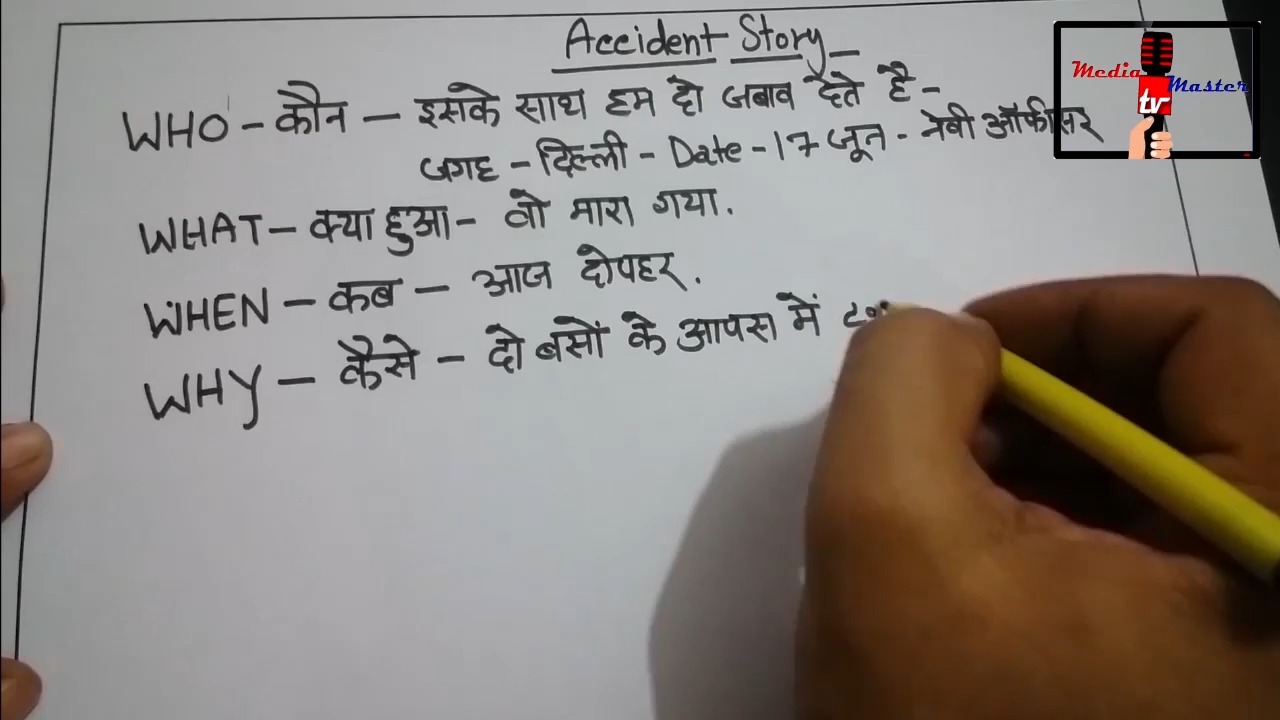 Accident Story
WHO - कौन - इसके साथ हम दो जबाव देते है -
जगह - दिल्ली - Date - 17 जून - नेवी ऑफीसर
WHAT - क्या हुआ - वो मारा गया.
WHEN - कब - आज दोपहर.
WHY - कैसे - दो बसों के आपस में
Media Master
tv